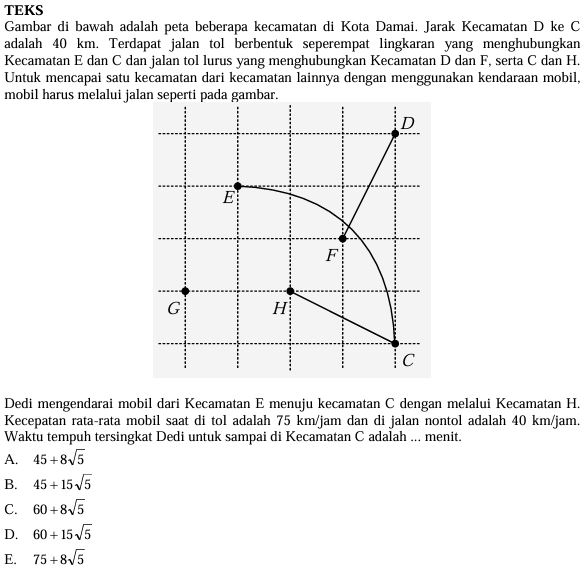 TEKS
Gambar di bawah adalah peta beberapa kecamatan di Kota Damai. Jarak Kecamatan D ke C
adalah 40 km. Terdapat jalan tol berbentuk seperempat lingkaran yang menghubungkan
Kecamatan E dan C dan jalan tol lurus yang menghubungkan Kecamatan D dan F, serta C dan H.
Untuk mencapai satu kecamatan dari kecamatan lainnya dengan menggunakan kendaraan mobil,
mobil harus melalui jalan seperti pada gambar.
D
E
F
G
H
C
Dedi mengendarai mobil dari Kecamatan E menuju kecamatan C dengan melalui Kecamatan H.
Kecepatan rata-rata mobil saat di tol adalah 75 km/jam dan di jalan nontol adalah 40 km/jam.
Waktu tempuh tersingkat Dedi untuk sampai di Kecamatan C adalah ... menit.
A. 45+8√5
B. 45+15√5
C. 60+8√5
D. 60+15√5
E. 75+8√5